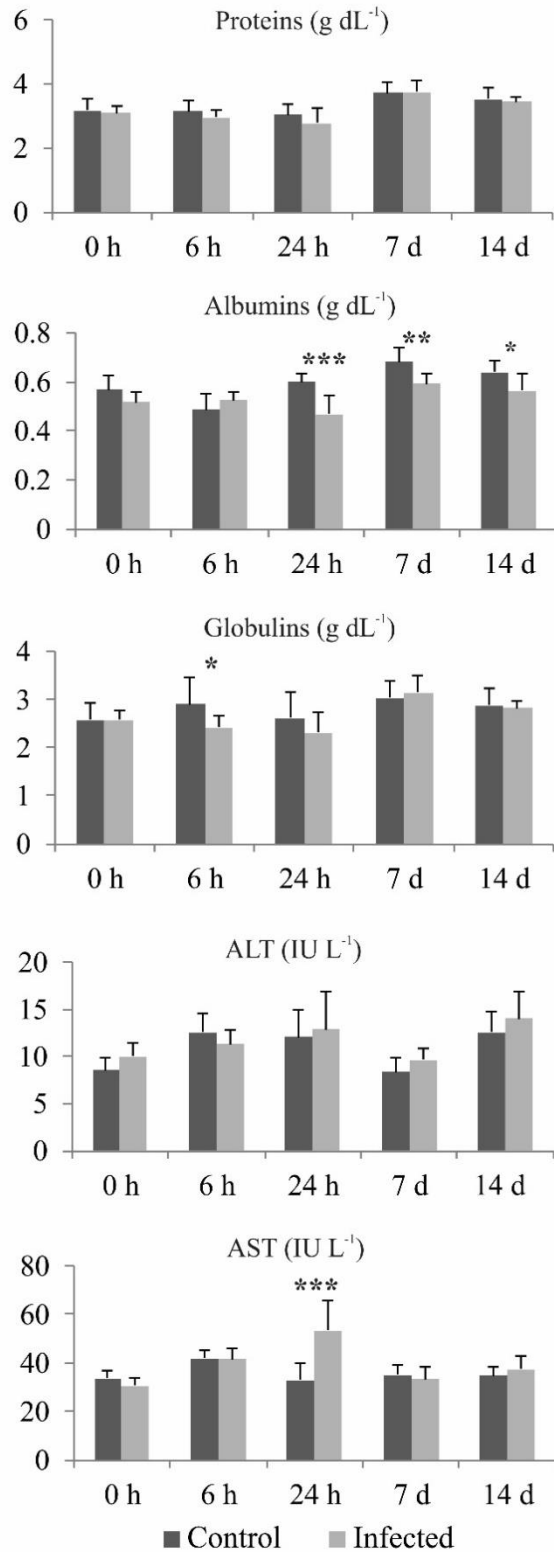 Proteins (g dL⁻¹)
6
4
2
0
0 h 6 h 24 h 7 d 14 d
Albumins (g dL⁻¹)
0.8
0.6
0.4
0.2
0
*** ** *
0 h 6 h 24 h 7 d 14 d
Globulins (g dL⁻¹)
4
3
2
1
0
*
0 h 6 h 24 h 7 d 14 d
ALT (IU L⁻¹)
20
15
10
5
0
0 h 6 h 24 h 7 d 14 d
AST (IU L⁻¹)
80
60
40
20
0
***
0 h 6 h 24 h 7 d 14 d
Control Infected